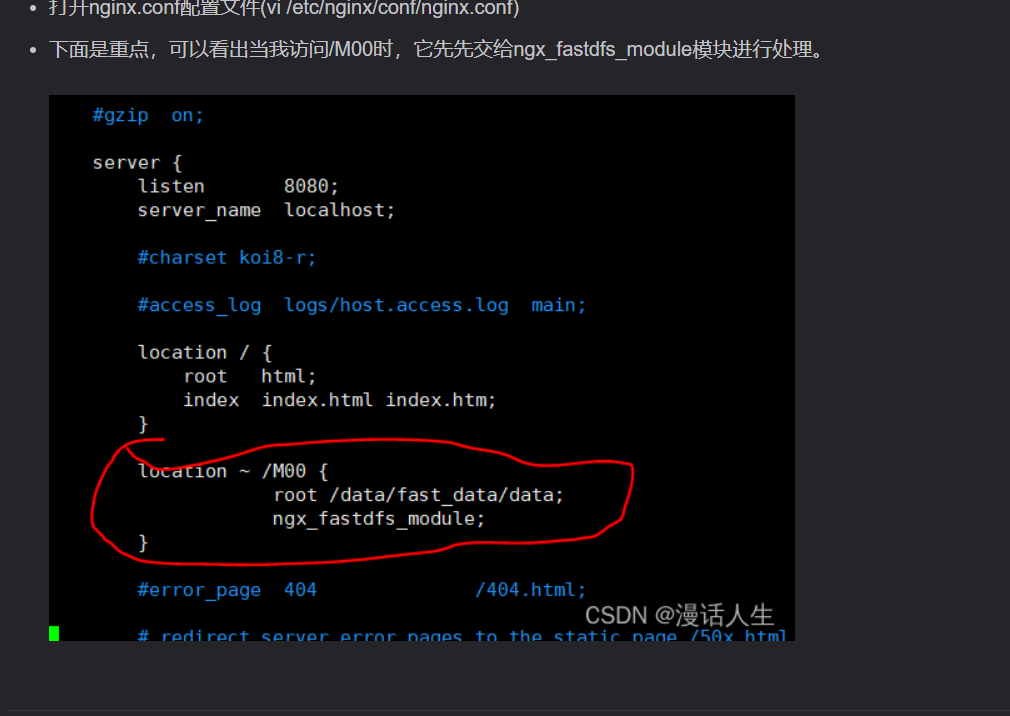 打开nginx.conf配置文件(vi /etc/nginx/conf/nginx.conf)
下面是重点，可以看出当我访问/M00时，它先先交给ngx_fastdfs_module模块进行处理。
#gzip on;
server {
listen 8080;
server_name localhost;
#charset koi8-r;
#access_log logs/host.access.log main;
location / {
root html;
index index.html index.htm;
}
location ~ /M00 {
root /data/fast_data/data;
ngx_fastdfs_module;
}
#error_page 404 /404.html;
CSDN @漫话人生
# redirect server error pages to the static page /50x.html